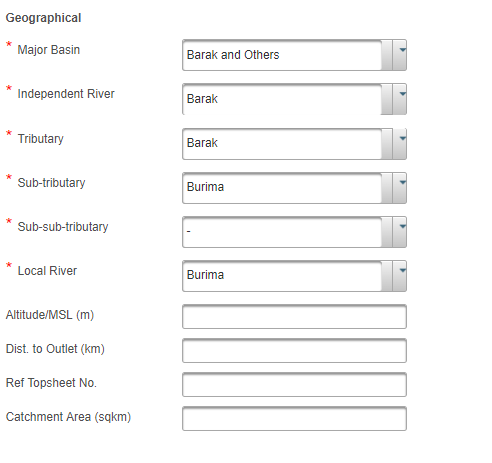 Geographical
* Major Basin Barak and Others
* Independent River Barak
* Tributary Barak
* Sub-tributary Burima
* Sub-sub-tributary -
* Local River Burima
Altitude/MSL (m)
Dist. to Outlet (km)
Ref Topsheet No.
Catchment Area (sqkm)